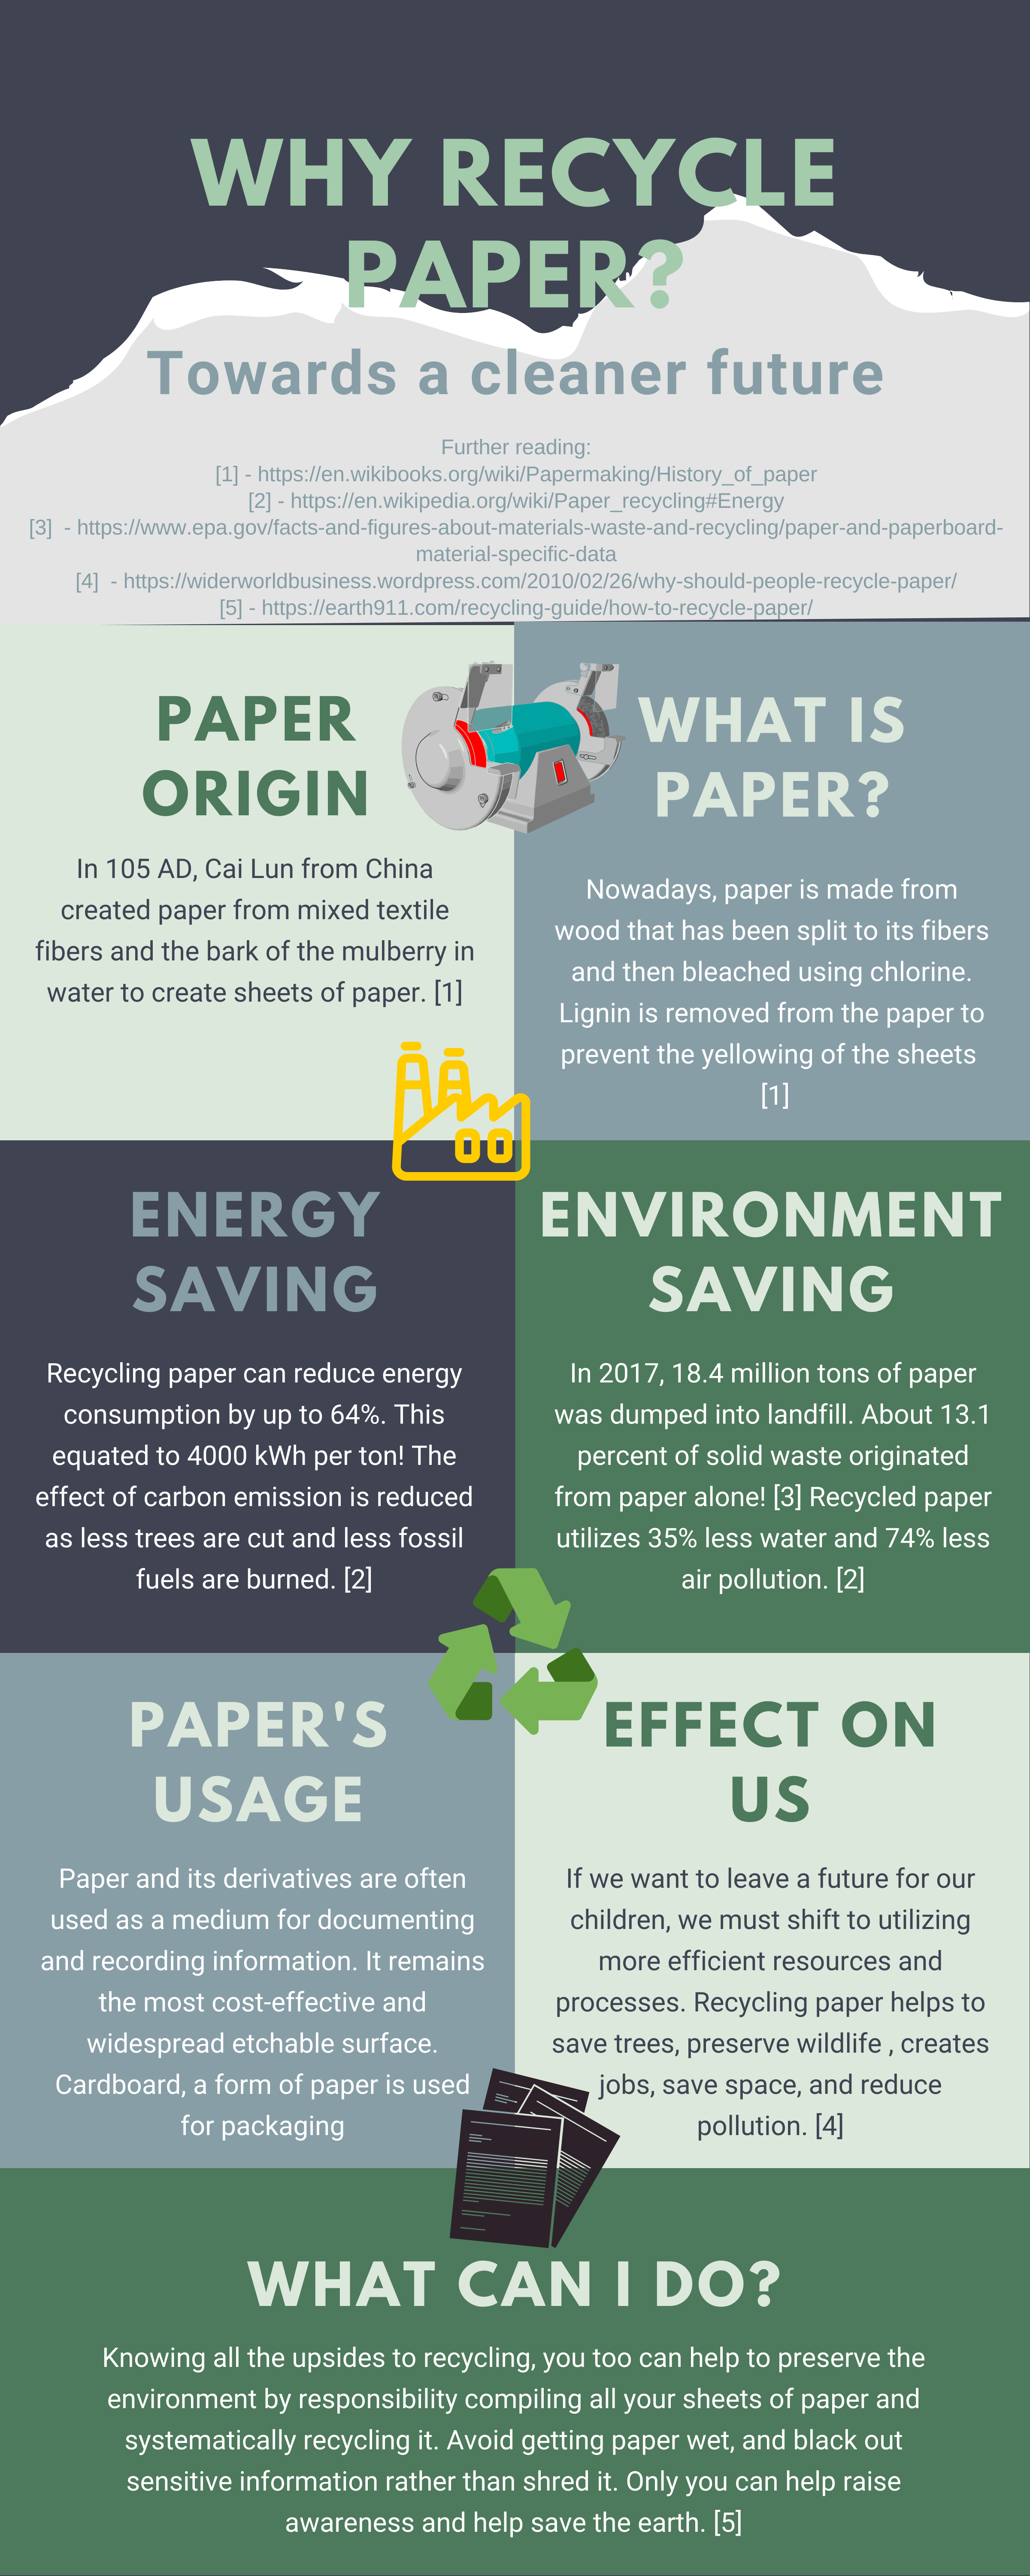 WHY RECYCLE
PAPER?
Towards a cleaner future
Further reading:
[1] - https://en.wikibooks.org/wiki/Papermaking/History_of_paper
[2] - https://en.wikipedia.org/wiki/Paper_recycling#Energy
[3]  - https://www.epa.gov/facts-and-figures-about-materials-waste-and-recycling/paper-and-paperboard-
material-specific-data
[4]  - https://widerworldbusiness.wordpress.com/2010/02/26/why-should-people-recycle-paper/
[5] - https://earth911.com/recycling-guide/how-to-recycle-paper/
PAPER
ORIGIN
In 105 AD, Cai Lun from China
created paper from mixed textile
fibers and the bark of the mulberry in
water to create sheets of paper. [1]
WHAT IS
PAPER?
Nowadays, paper is made from
wood that has been split to its fibers
and then bleached using chlorine.
Lignin is removed from the paper to
prevent the yellowing of the sheets
[1]
ENERGY
SAVING
Recycling paper can reduce energy
consumption by up to 64%. This
equated to 4000 kWh per ton! The
effect of carbon emission is reduced
as less trees are cut and less fossil
fuels are burned. [2]
ENVIRONMENT
SAVING
In 2017, 18.4 million tons of paper
was dumped into landfill. About 13.1
percent of solid waste originated
from paper alone! [3] Recycled paper
utilizes 35% less water and 74% less
air pollution. [2]
PAPER'S
USAGE
Paper and its derivatives are often
used as a medium for documenting
and recording information. It remains
the most cost-effective and
widespread etchable surface.
Cardboard, a form of paper is used
for packaging
EFFECT ON
US
If we want to leave a future for our
children, we must shift to utilizing
more efficient resources and
processes. Recycling paper helps to
save trees, preserve wildlife , creates
jobs, save space, and reduce
pollution. [4]
WHAT CAN I DO?
Knowing all the upsides to recycling, you too can help to preserve the
environment by responsibility compiling all your sheets of paper and
systematically recycling it. Avoid getting paper wet, and black out
sensitive information rather than shred it. Only you can help raise
awareness and help save the earth. [5]